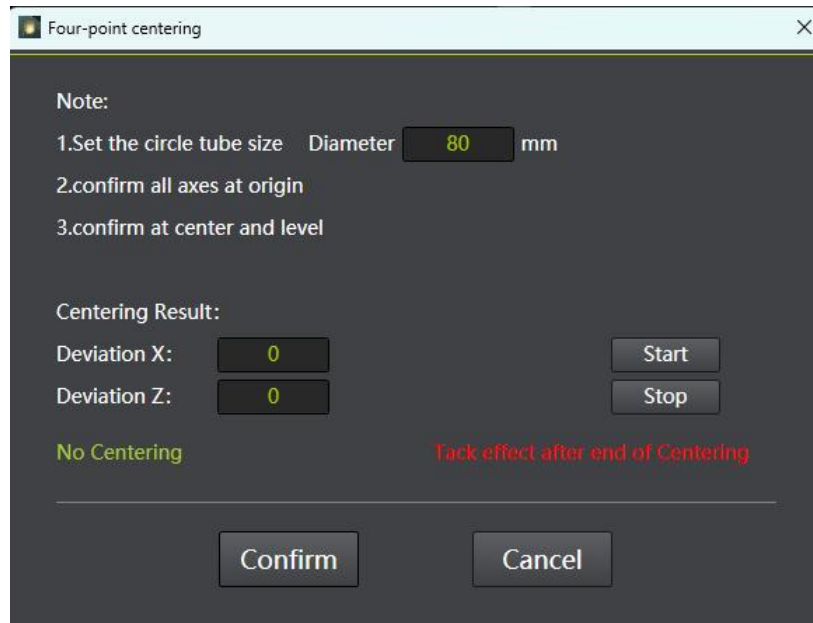 Four-point centering
Note:
1.Set the circle tube size Diameter 80 mm
2.confirm all axes at origin
3.confirm at center and level
Centering Result:
Deviation X: 0 Start
Deviation Z: 0 Stop
No Centering Tack effect after end of Centering
Confirm Cancel